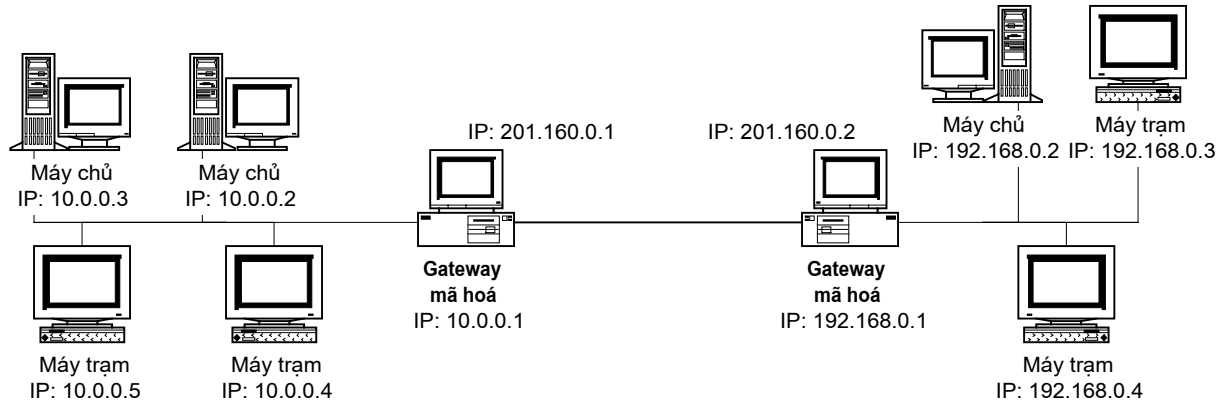 IP: 201.160.0.1
IP: 201.160.0.2
Máy chủ
IP: 10.0.0.3
Máy chủ
IP: 10.0.0.2
Máy chủ
IP: 192.168.0.2
Máy trạm
IP: 192.168.0.3
Gateway
mã hoá
IP: 10.0.0.1
Gateway
mã hoá
IP: 192.168.0.1
Máy trạm
IP: 10.0.0.5
Máy trạm
IP: 10.0.0.4
Máy trạm
IP: 192.168.0.4